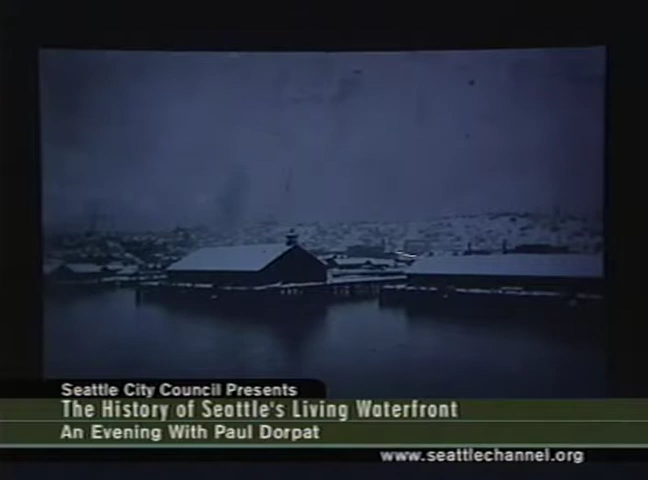 Seattle City Council Presents
The History of Seattle's Living Waterfront
An Evening With Paul Dorpat
www.seattlechannel.org